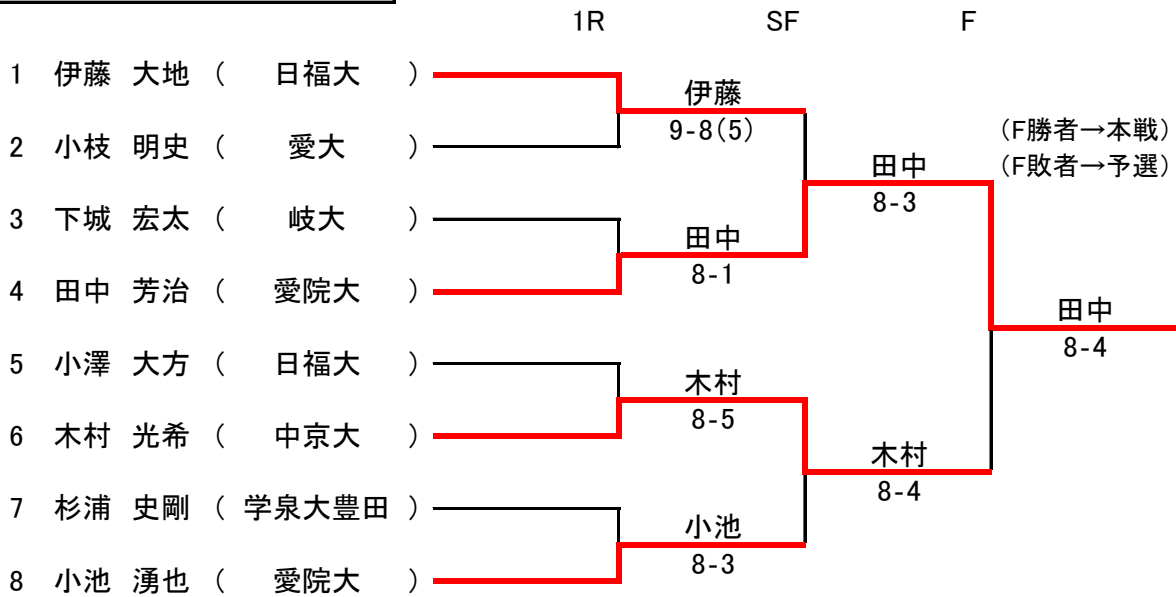 1R SF F
1 伊藤 大地 ( 日福大 )
伊藤
9-8(5)
2 小枝 明史 ( 愛大 )
(F勝者→本戦)
(F敗者→予選)
田中
8-3
3 下城 宏太 ( 岐大 )
田中
8-1
4 田中 芳治 ( 愛院大 )
田中
8-4
5 小澤 大方 ( 日福大 )
木村
8-5
6 木村 光希 ( 中京大 )
木村
8-4
7 杉浦 史剛 ( 学泉大豊田 )
小池
8-3
8 小池 湧也 ( 愛院大 )